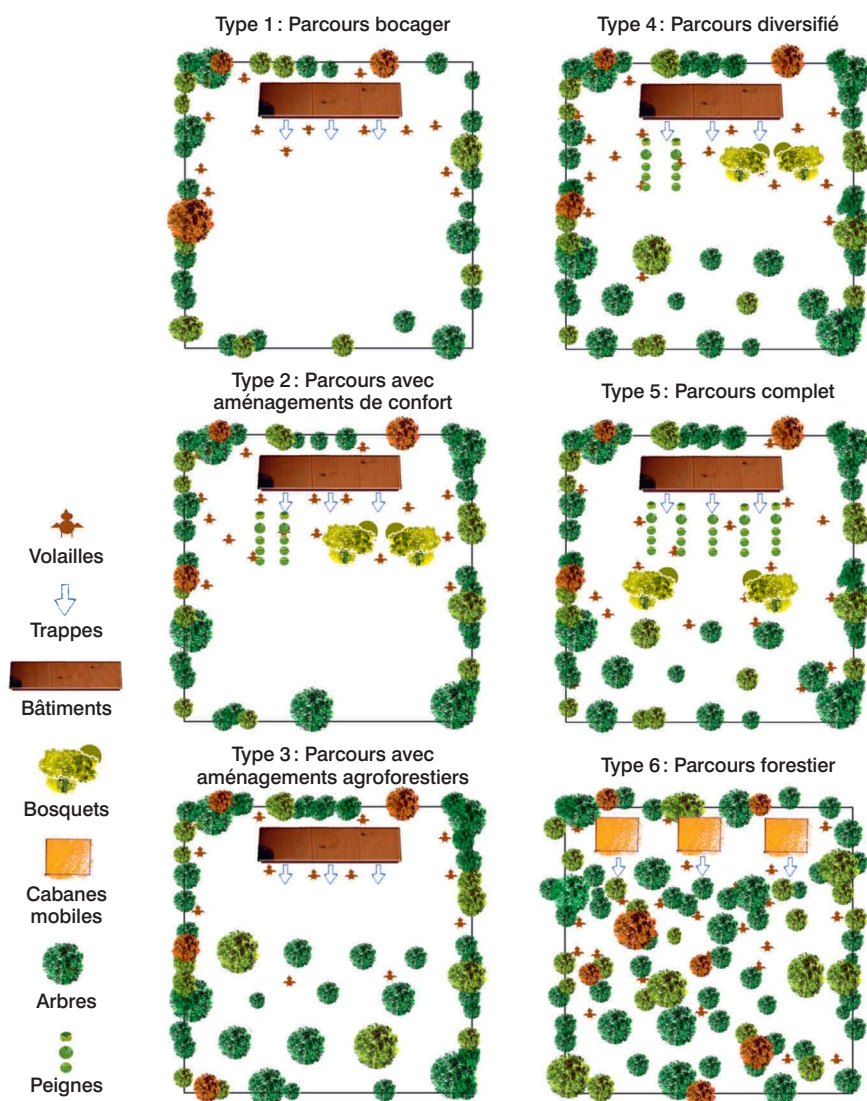 Type 1 : Parcours bocager
Type 4 : Parcours diversifié
Type 2 : Parcours avec
aménagements de confort
Type 5 : Parcours complet
Type 3 : Parcours avec
aménagements agroforestiers
Type 6 : Parcours forestier
Volailles
Trappes
Bâtiments
Bosquets
Cabanes
mobiles
Arbres
Peignes